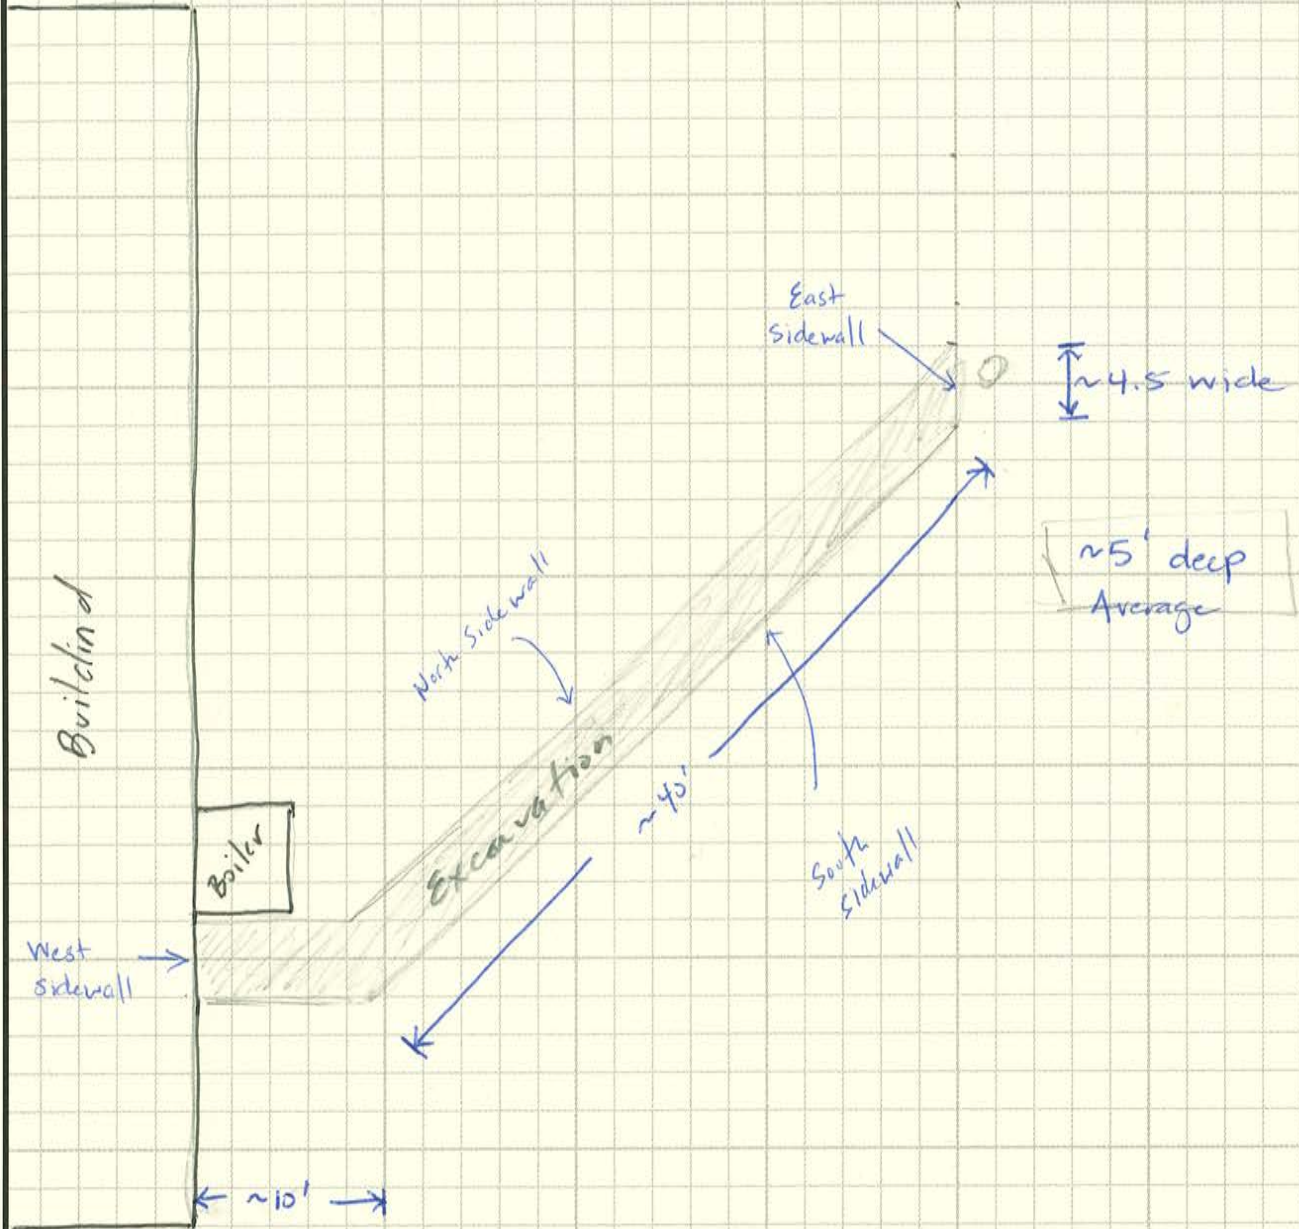 East
Sidewall
~4.5 wide
~5' deep
Average
North Sidewall
Building
Excavation
~40'
Boiler
South
sidewall
West
sidewall
~10'